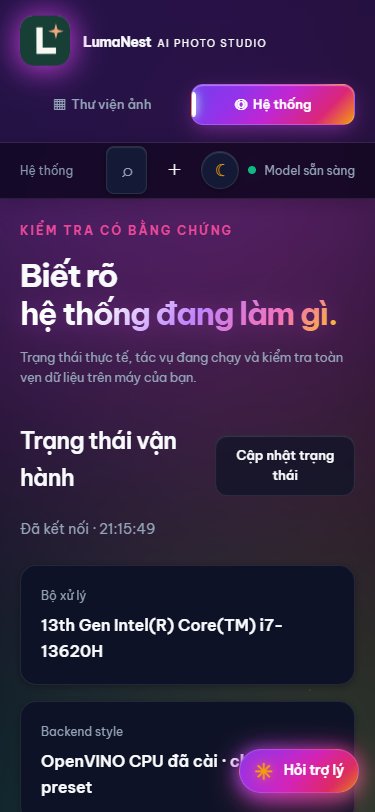 L
LumaNest AI PHOTO STUDIO
Thư viện ảnh
Hệ thống
Hệ thống
Model sẵn sàng
KIỂM TRA CÓ BẰNG CHỨNG
Biết rõ
hệ thống đang làm gì.
Trạng thái thực tế, tác vụ đang chạy và kiểm tra toàn
vẹn dữ liệu trên máy của bạn.
Trạng thái vận
hành
Cập nhật trạng
thái
Đã kết nối · 21:15:49
Bộ xử lý
13th Gen Intel(R) Core(TM) i7-
13620H
Backend style
OpenVINO CPU đã cài ·
preset
Hỏi trợ lý